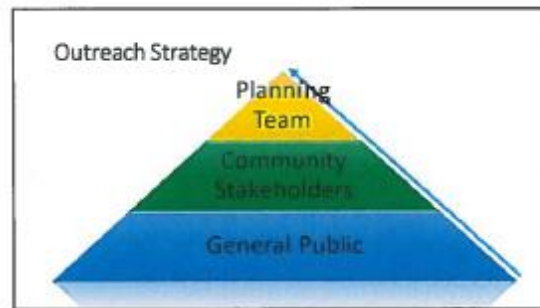 Outreach Strategy
Planning
Team
Community
Stakeholders
General Public